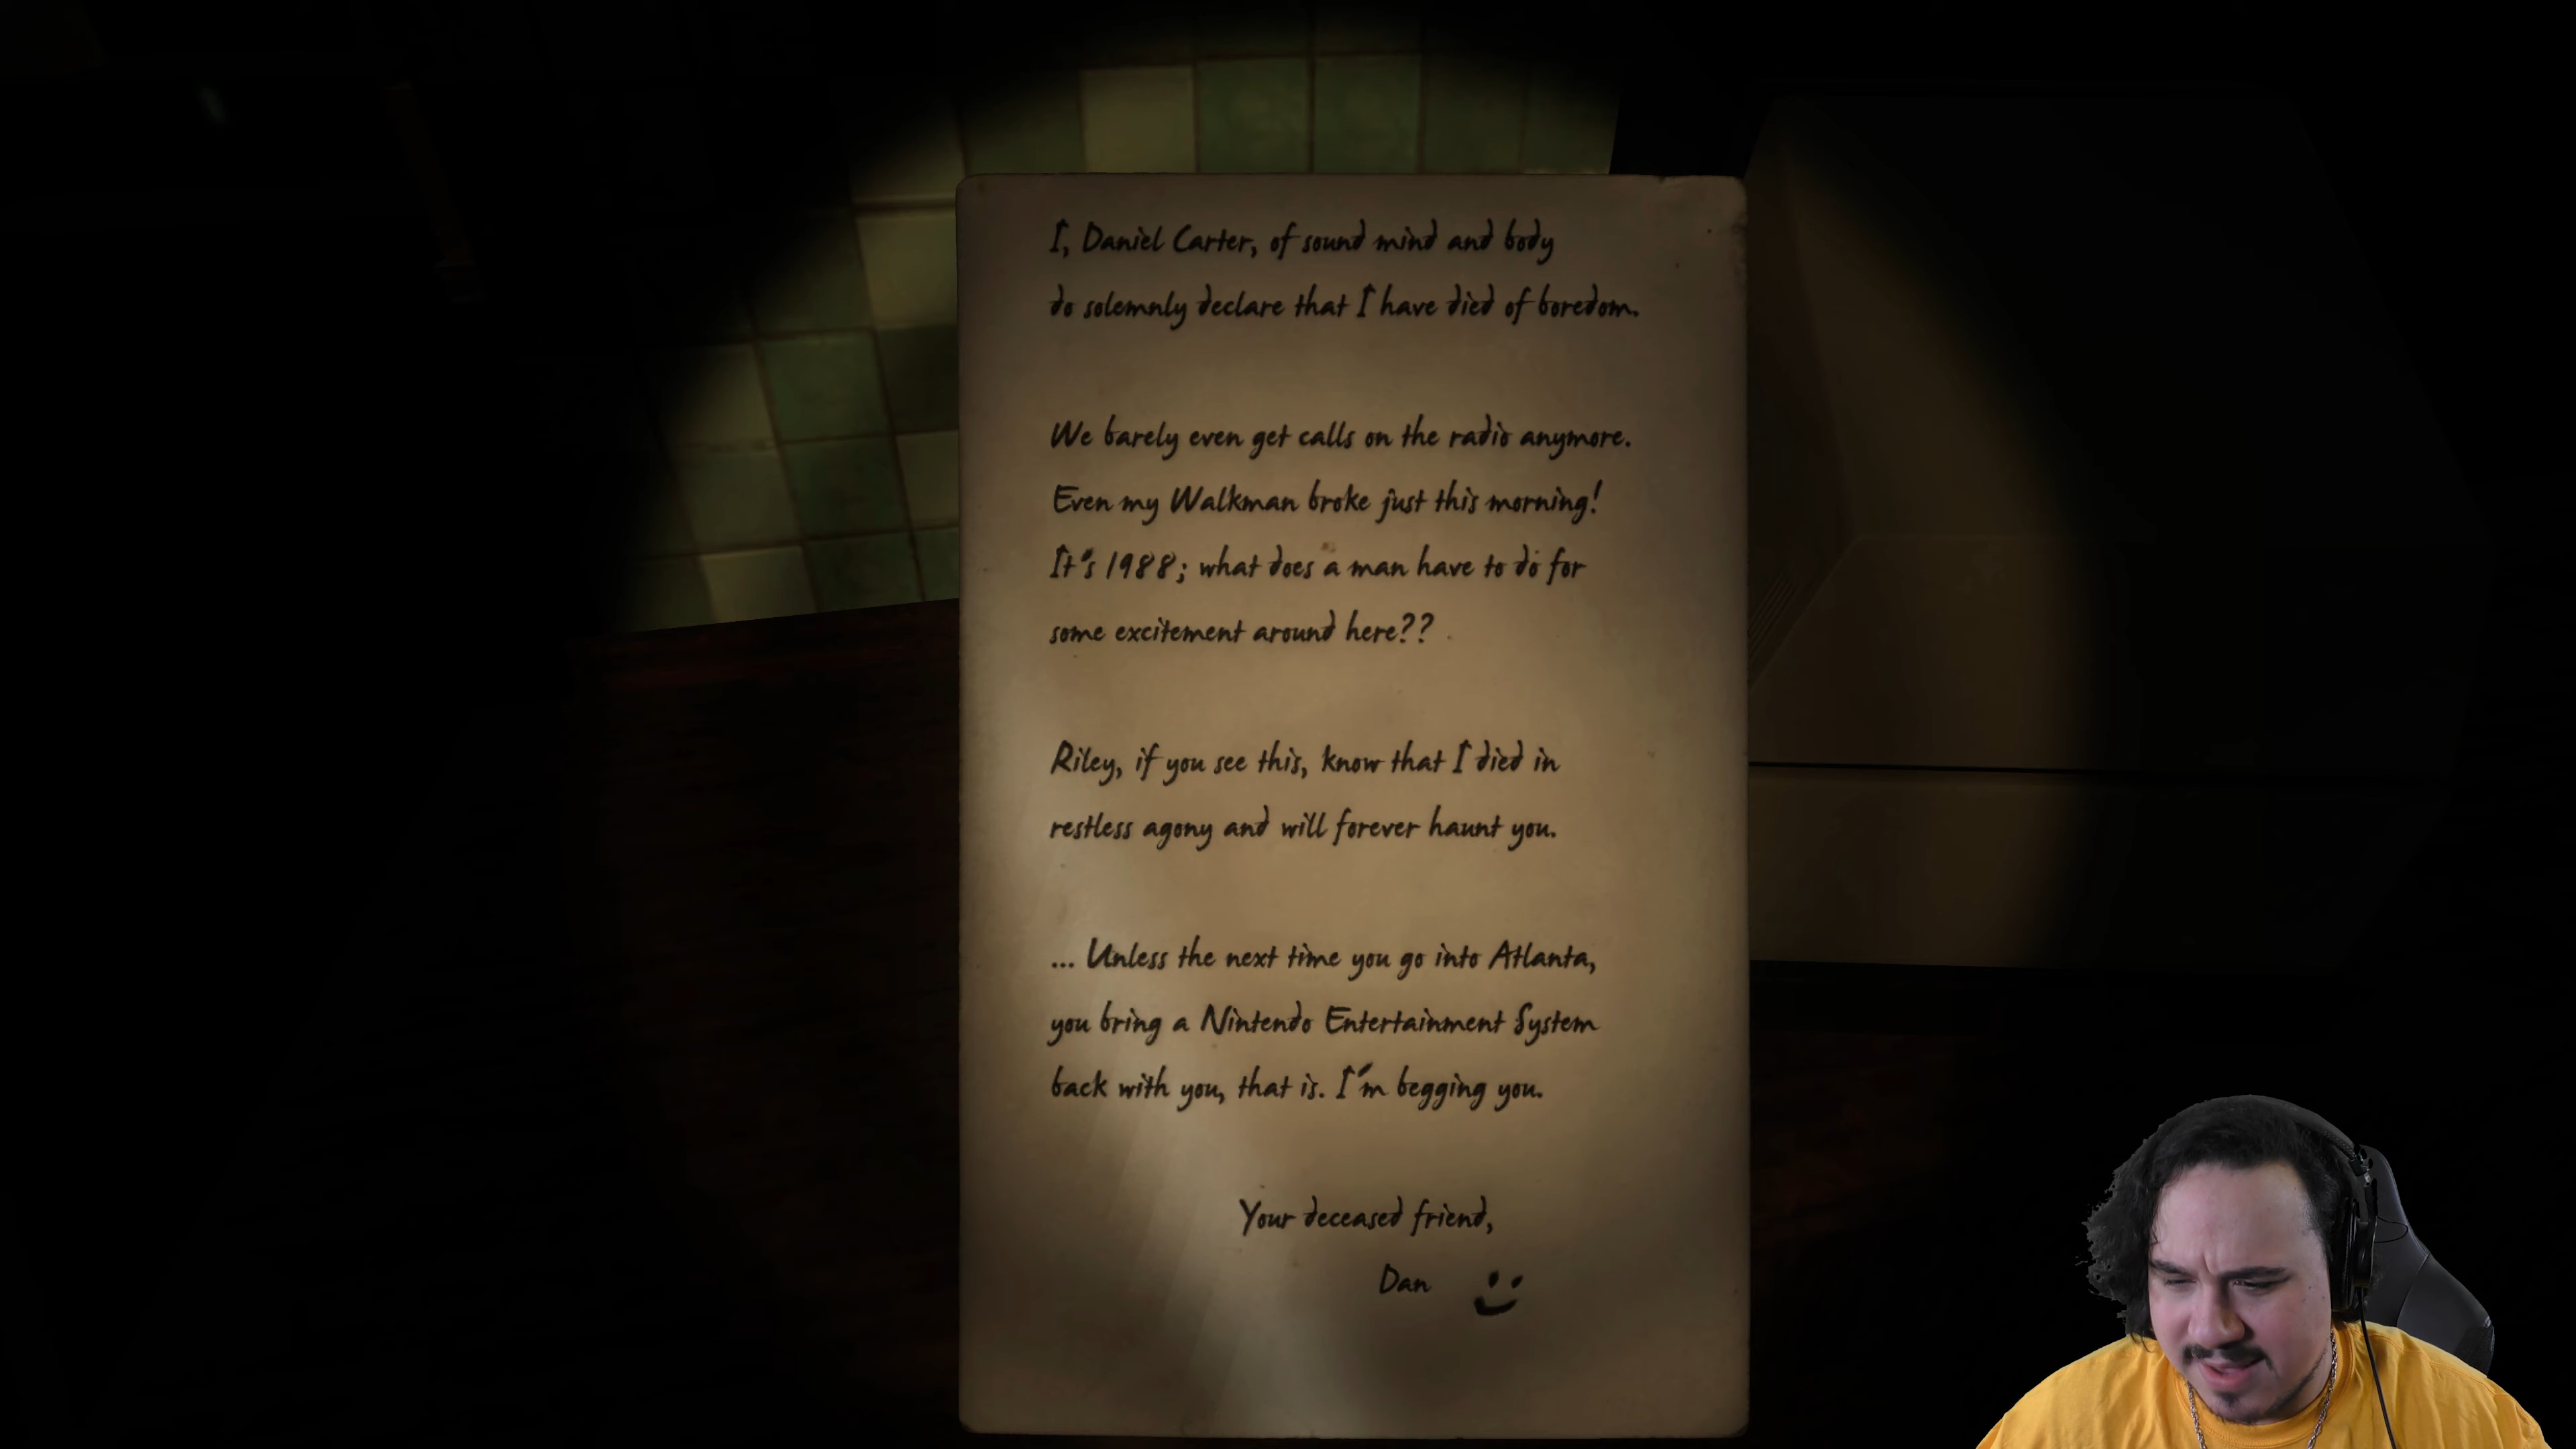 I, Daniel Carter, of sound mind and body
do solemnly declare that I have died of boredom.
We barely even get calls on the radio anymore.
Even my Walkman broke just this morning!
It's 1988; what does a man have to do for
some excitement around here??
Riley, if you see this, know that I died in
restless agony and will forever haunt you.
... Unless the next time you go into Atlanta,
you bring a Nintendo Entertainment System
back with you, that is. I'm begging you.
Your deceased friend,
Dan